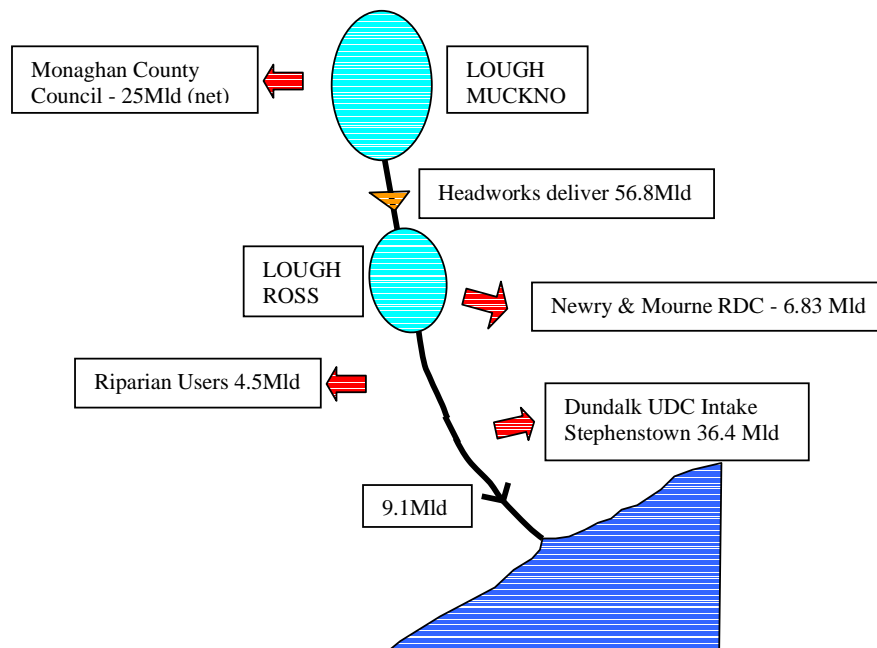 Monaghan County
Council - 25Mld (net)
LOUGH
MUCKNO
Headworks deliver 56.8Mld
LOUGH
ROSS
Newry & Mourne RDC - 6.83 Mld
Riparian Users 4.5Mld
Dundalk UDC Intake
Stephenstown 36.4 Mld
9.1Mld